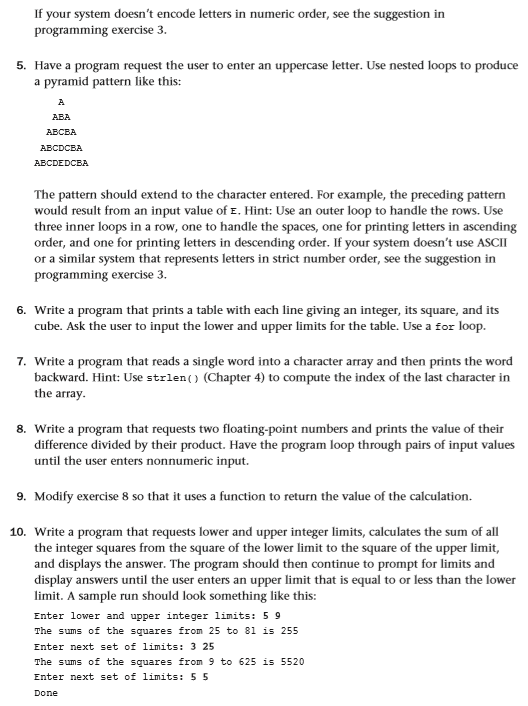 If your system doesn't encode letters in numeric order, see the suggestion in
programming exercise 3.
5. Have a program request the user to enter an uppercase letter. Use nested loops to produce
a pyramid pattern like this:
A
ABA
ABCBA
ABCDCBA
ABCDEDCBA
The pattern should extend to the character entered. For example, the preceding pattern
would result from an input value of E. Hint: Use an outer loop to handle the rows. Use
three inner loops in a row, one to handle the spaces, one for printing letters in ascending
order, and one for printing letters in descending order. If your system doesn't use ASCII
or a similar system that represents letters in strict number order, see the suggestion in
programming exercise 3.
6. Write a program that prints a table with each line giving an integer, its square, and its
cube. Ask the user to input the lower and upper limits for the table. Use a for loop.
7. Write a program that reads a single word into a character array and then prints the word
backward. Hint: Use strlen() (Chapter 4) to compute the index of the last character in
the array.
8. Write a program that requests two floating-point numbers and prints the value of their
difference divided by their product. Have the program loop through pairs of input values
until the user enters nonnumeric input.
9. Modify exercise 8 so that it uses a function to return the value of the calculation.
10. Write a program that requests lower and upper integer limits, calculates the sum of all
the integer squares from the square of the lower limit to the square of the upper limit,
and displays the answer. The program should then continue to prompt for limits and
display answers until the user enters an upper limit that is equal to or less than the lower
limit. A sample run should look something like this:
Enter lower and upper integer limits: 5 9
The sums of the squares from 25 to 81 is 255
Enter next set of limits: 3 25
The sums of the squares from 9 to 625 is 5520
Enter next set of limits: 5 5
Done